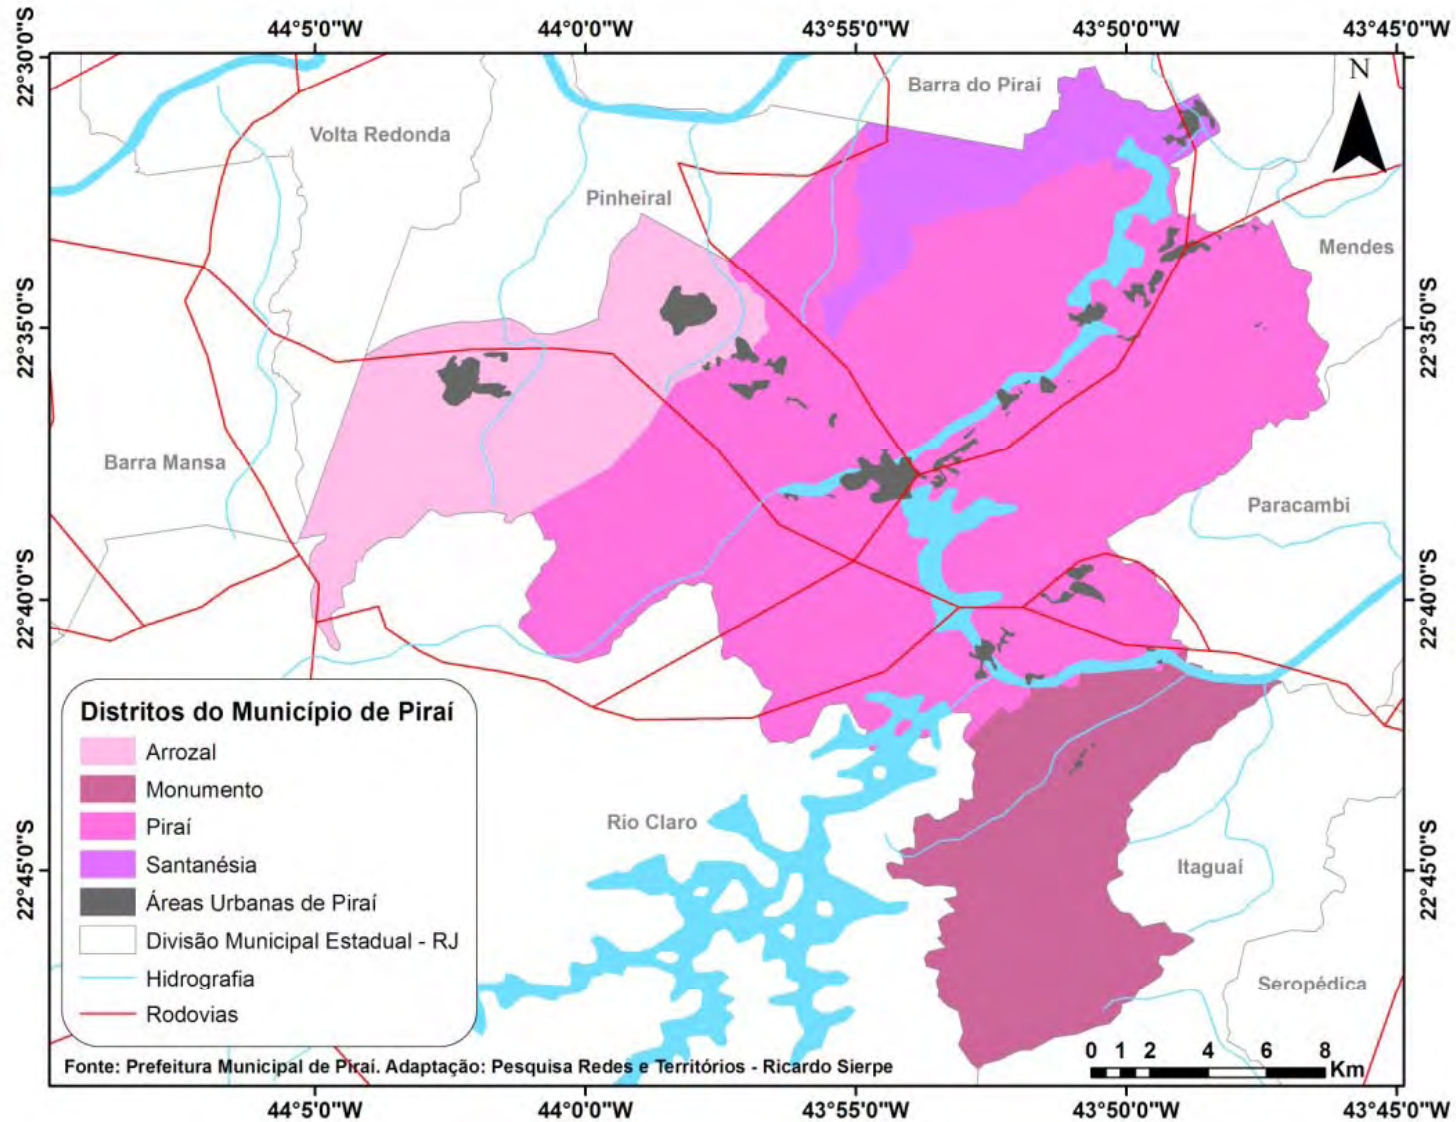 44°5'0"W 44°0'0"W 43°55'0"W 43°50'0"W 43°45'0"W
22°30'0"S
22°30'0"S
N
Barra do Piraí
Volta Redonda
Pinheiral
Mendes
22°35'0"S
22°35'0"S
Barra Mansa
Paracambi
22°40'0"S
22°40'0"S
Distritos do Município de Piraí
Arrozal
Monumento
Piraí
Santanésia
Áreas Urbanas de Piraí
Divisão Municipal Estadual - RJ
Hidrografia
Rodovias
Rio Claro
Itaguaí
22°45'0"S
22°45'0"S
Seropédica
0 1 2 4 6 8 Km
Fonte: Prefeitura Municipal de Piraí. Adaptação: Pesquisa Redes e Territórios - Ricardo Sierpe
44°5'0"W 44°0'0"W 43°55'0"W 43°50'0"W 43°45'0"W